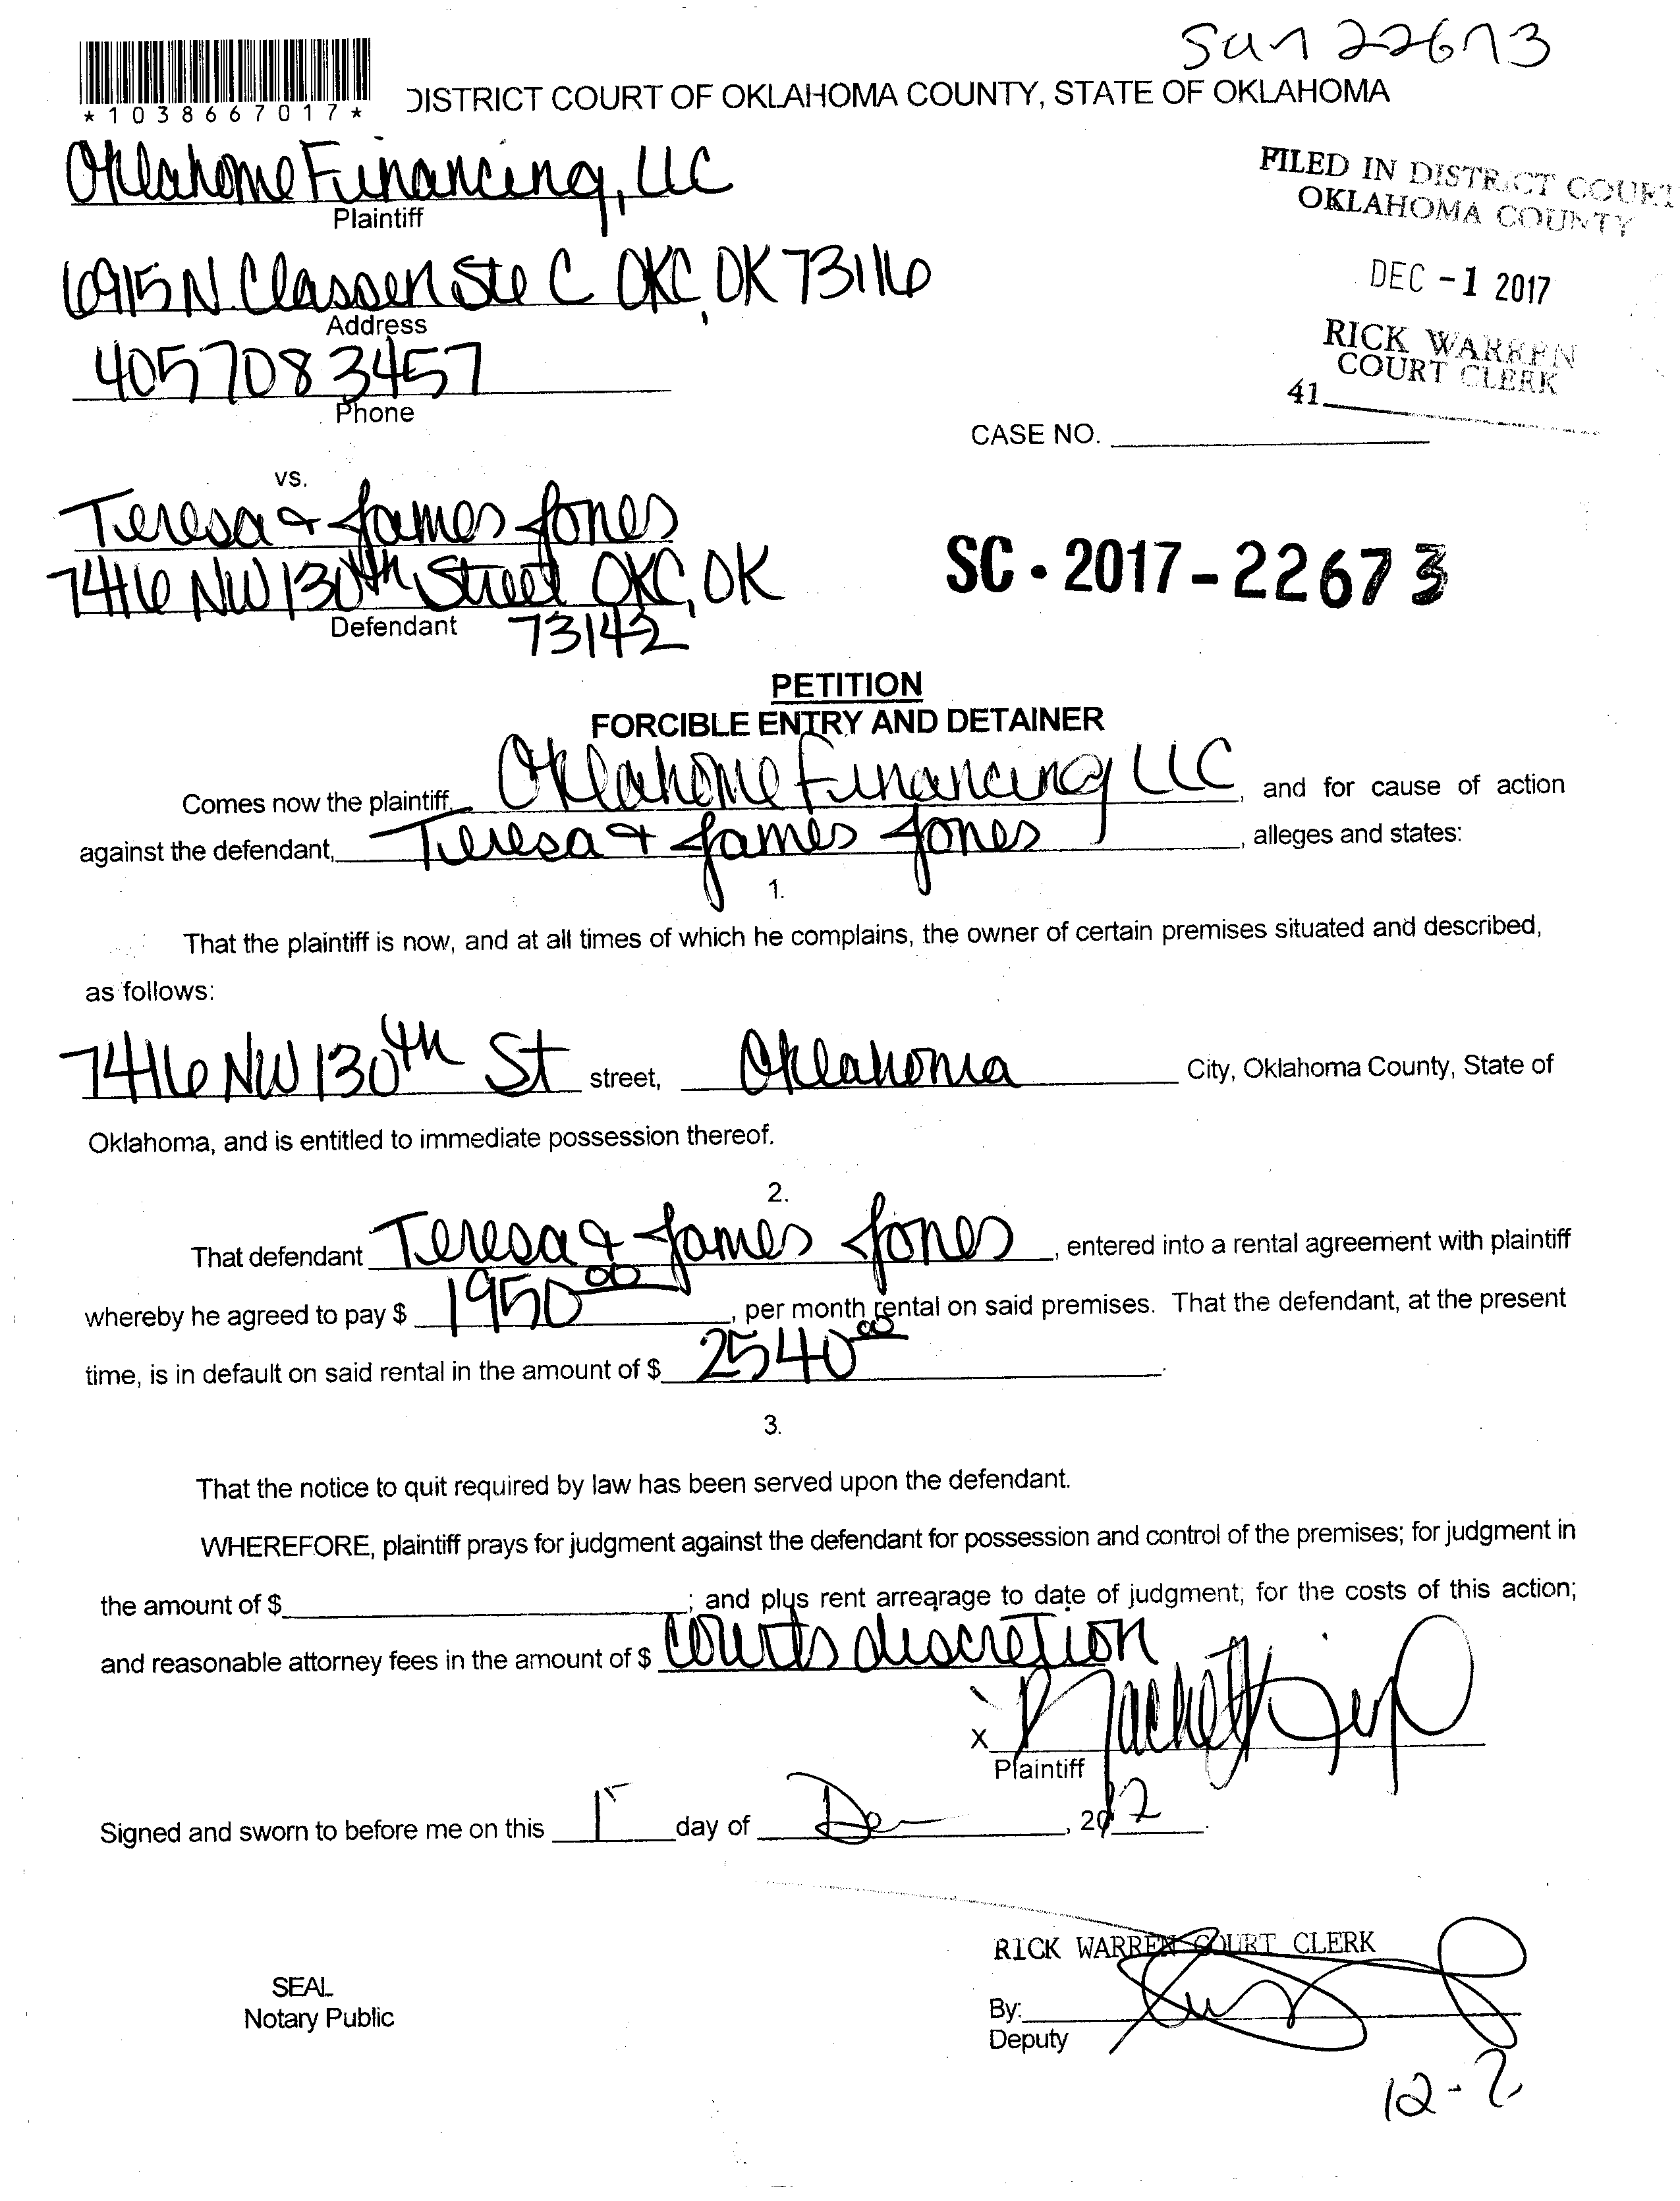 Sc17 22673
*1038667017*
DISTRICT COURT OF OKLAHOMA COUNTY, STATE OF OKLAHOMA
Oklahome Financing, LLC
Plaintiff
FILED IN DISTRICT COURT
OKLAHOMA COUNTY
6915 N. Classen Ste C OKC, OK 73116
Address
DEC -1 2017
4057083457
Phone
RICK WARREN
COURT CLERK
41
CASE NO.
vs.
Teresa & James Jones
7416 NW 130th Street OKC, OK
Defendant 73142
SC - 2017 - 22673
PETITION
FORCIBLE ENTRY AND DETAINER
Comes now the plaintiff, Oklahome Financing LLC, and for cause of action
against the defendant, Teresa & James Jones, alleges and states:
1.
That the plaintiff is now, and at all times of which he complains, the owner of certain premises situated and described,
as follows:
7416 NW 130th St street, Oklahoma City, Oklahoma County, State of
Oklahoma, and is entitled to immediate possession thereof.
2.
That defendant Teresa & James Jones, entered into a rental agreement with plaintiff
whereby he agreed to pay $ 1950 00, per month rental on said premises. That the defendant, at the present
time, is in default on said rental in the amount of $ 2540 00.
3.
That the notice to quit required by law has been served upon the defendant.
WHEREFORE, plaintiff prays for judgment against the defendant for possession and control of the premises; for judgment in
the amount of $ ; and plus rent arrearage to date of judgment; for the costs of this action;
and reasonable attorney fees in the amount of $ courts discretion
X
Plaintiff
Signed and sworn to before me on this 1 day of De, 2017.
RICK WARREN COURT CLERK
SEAL
Notary Public
By:
Deputy